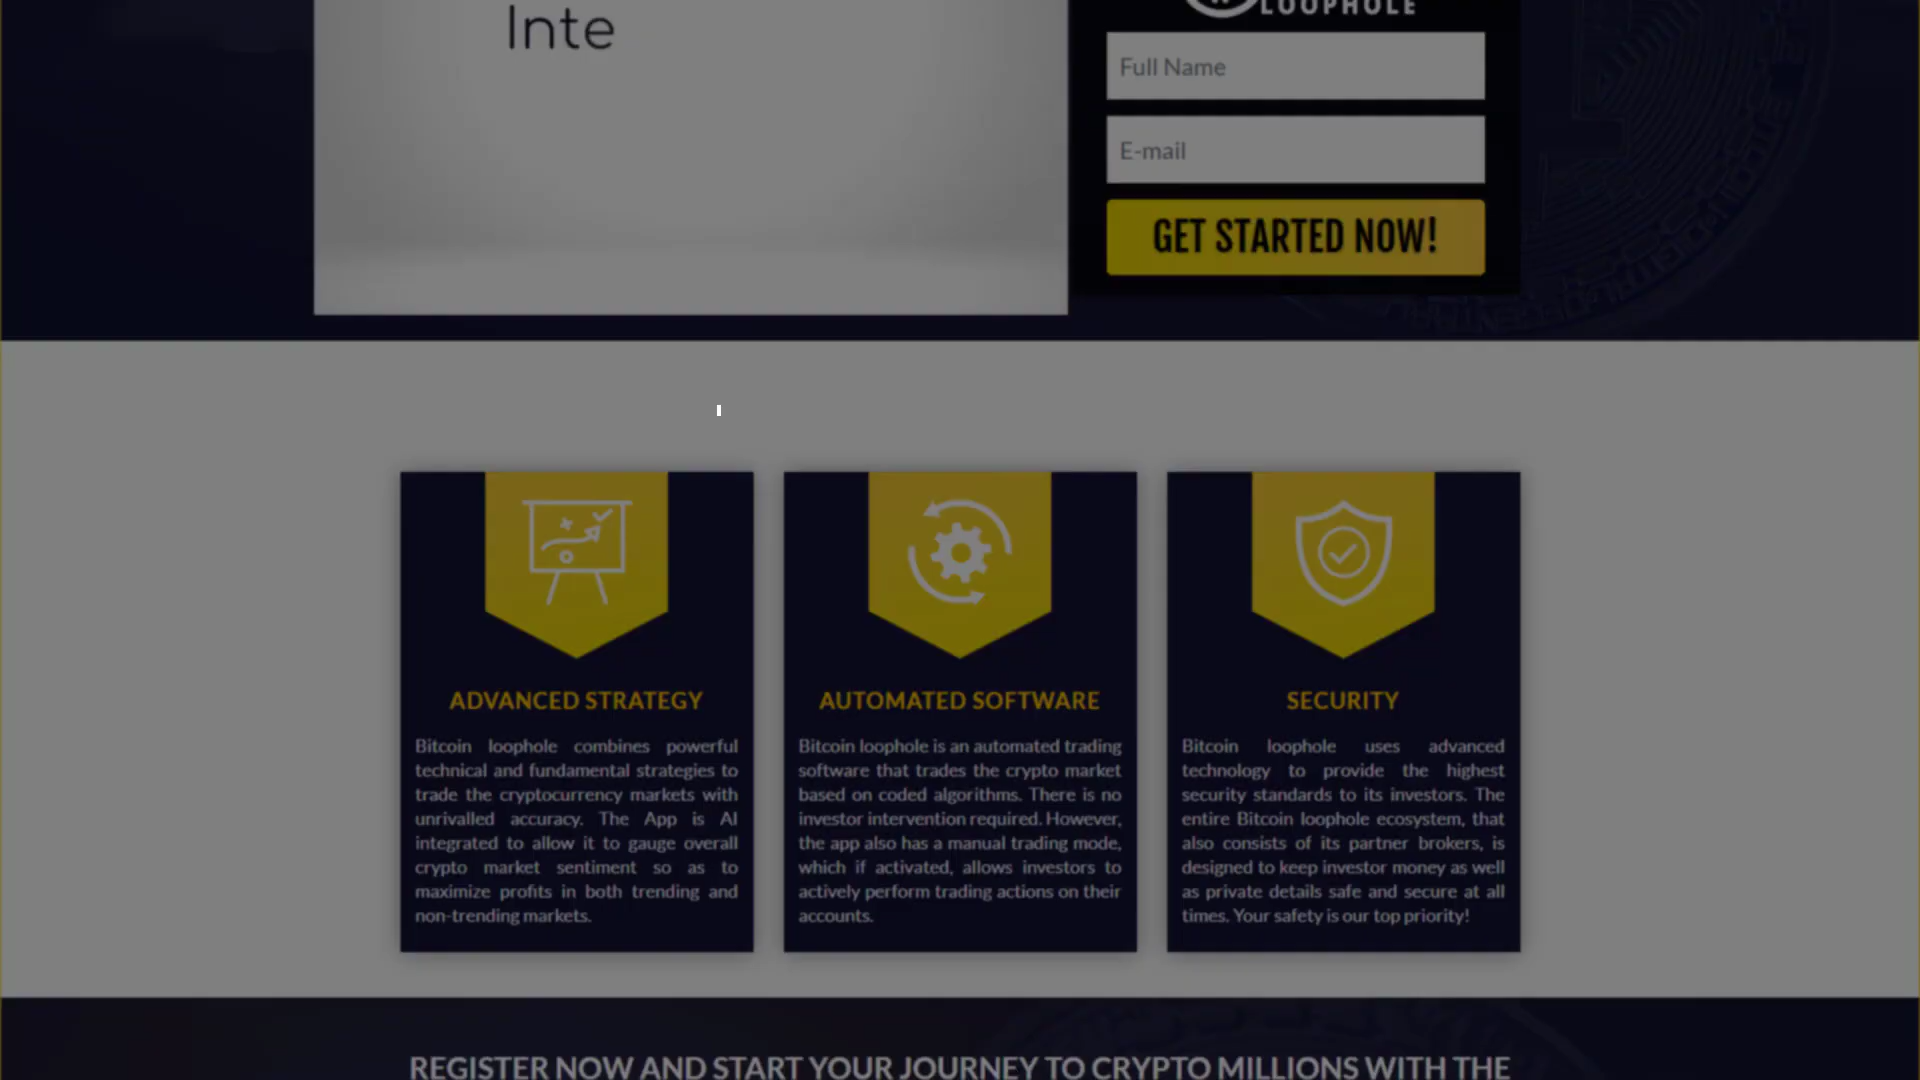 Inte
LOOPHOLE
Full Name
E-mail
GET STARTED NOW!
ADVANCED STRATEGY
Bitcoin loophole combines powerful
technical and fundamental strategies to
trade the cryptocurrency markets with
unrivalled accuracy. The App is AI
integrated to allow it to gauge overall
crypto market sentiment so as to
maximize profits in both trending and
non-trending markets.
AUTOMATED SOFTWARE
Bitcoin loophole is an automated trading
software that trades the crypto market
based on coded algorithms. There is no
investor intervention required. However,
the app also has a manual trading mode,
which if activated, allows investors to
actively perform trading actions on their
accounts.
SECURITY
Bitcoin loophole uses advanced
technology to provide the highest
security standards to its investors. The
entire Bitcoin loophole ecosystem, that
also consists of its partner brokers, is
designed to keep investor money as well
as private details safe and secure at all
times. Your safety is our top priority!
REGISTER NOW AND START YOUR JOURNEY TO CRYPTO MILLIONS WITH THE